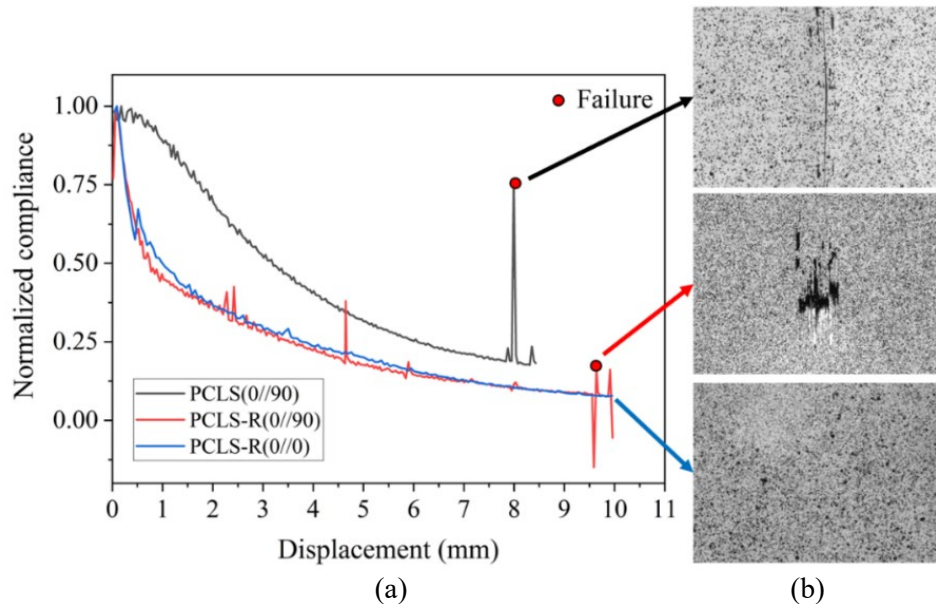 1.00
0.75
0.50
0.25
0.00
Normalized compliance
Failure
PCLS(0//90)
PCLS-R(0//90)
PCLS-R(0//0)
0 1 2 3 4 5 6 7 8 9 10 11
Displacement (mm)
(a)
(b)